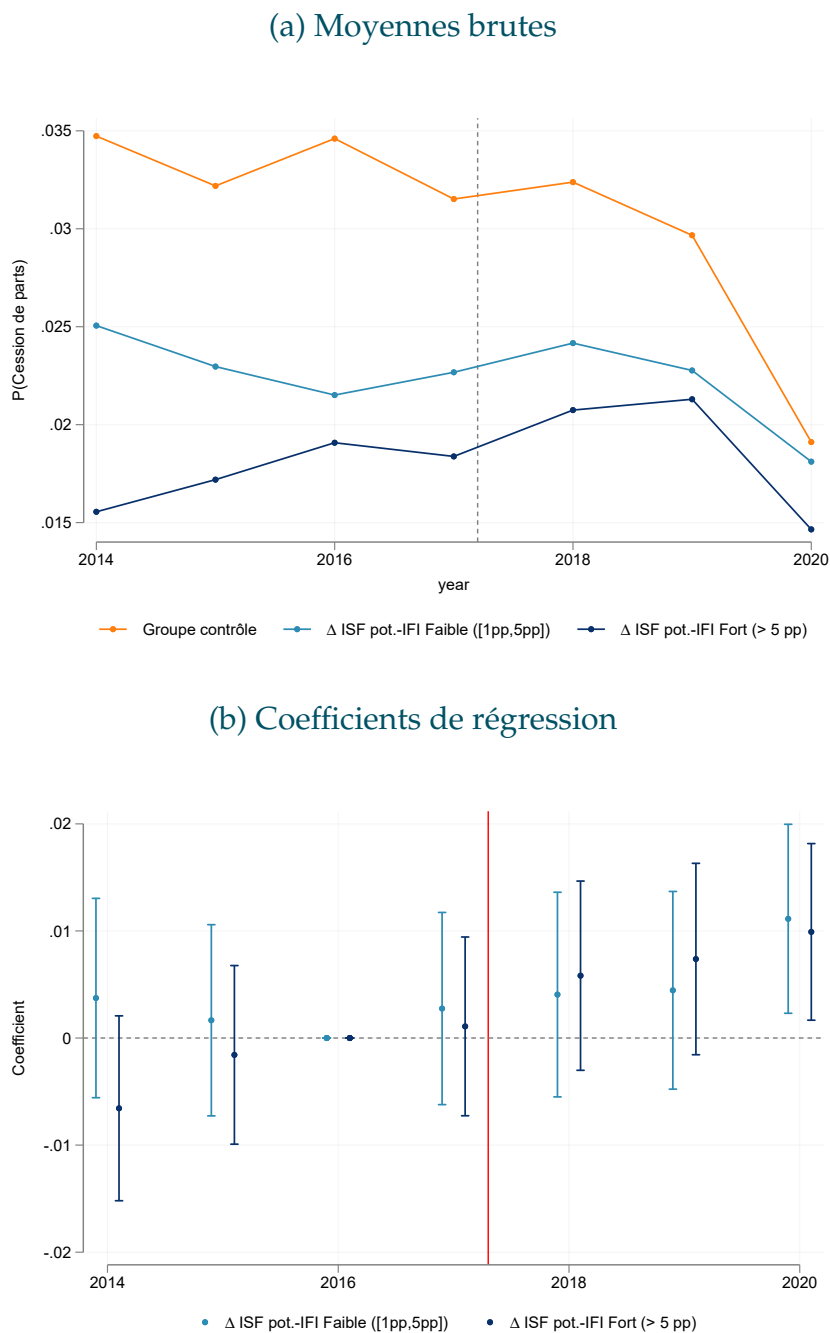 (a) Moyennes brutes
.035
.03
.025
.02
.015
P(Cession de parts)
2014
2016
2018
2020
year
Groupe contrôle
Δ ISF pot.-IFI Faible ([1pp,5pp])
Δ ISF pot.-IFI Fort (> 5 pp)
(b) Coefficients de régression
.02
.01
0
-.01
-.02
Coefficient
2014
2016
2018
2020
Δ ISF pot.-IFI Faible ([1pp,5pp])
Δ ISF pot.-IFI Fort (> 5 pp)